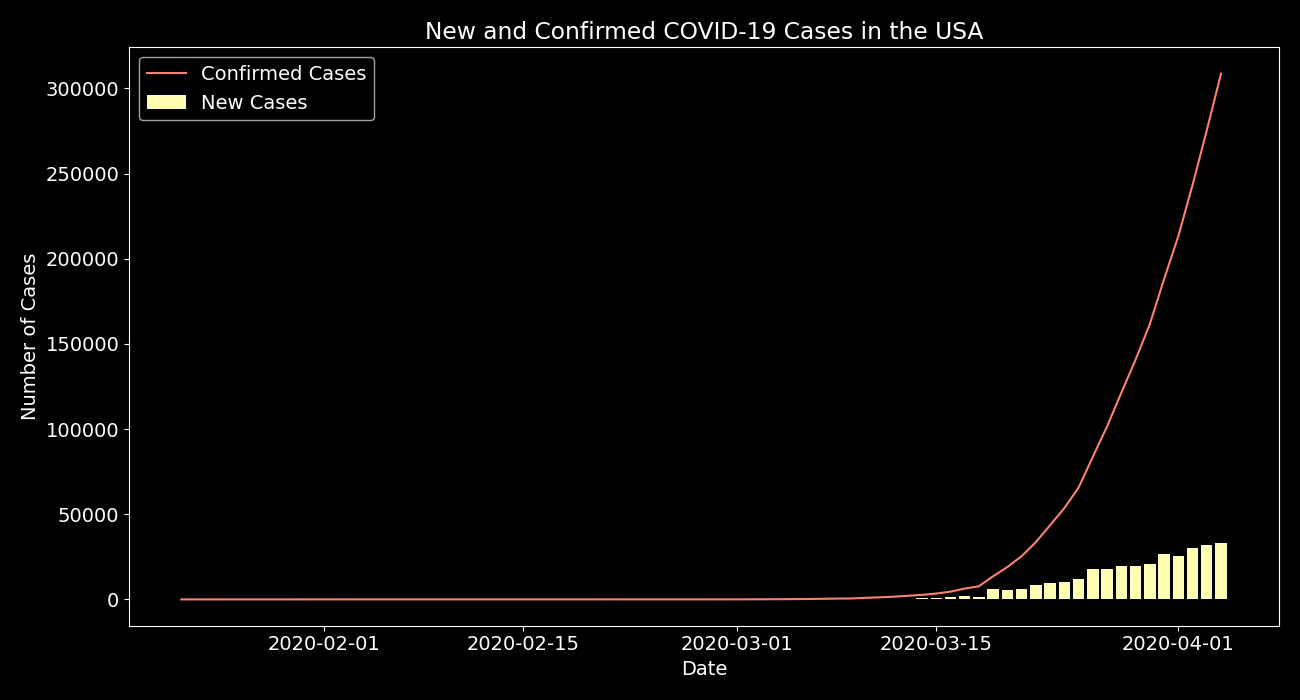 New and Confirmed COVID-19 Cases in the USA
Confirmed Cases
New Cases
300000
250000
200000
150000
100000
50000
0
Number of Cases
2020-02-01
2020-02-15
2020-03-01
2020-03-15
2020-04-01
Date